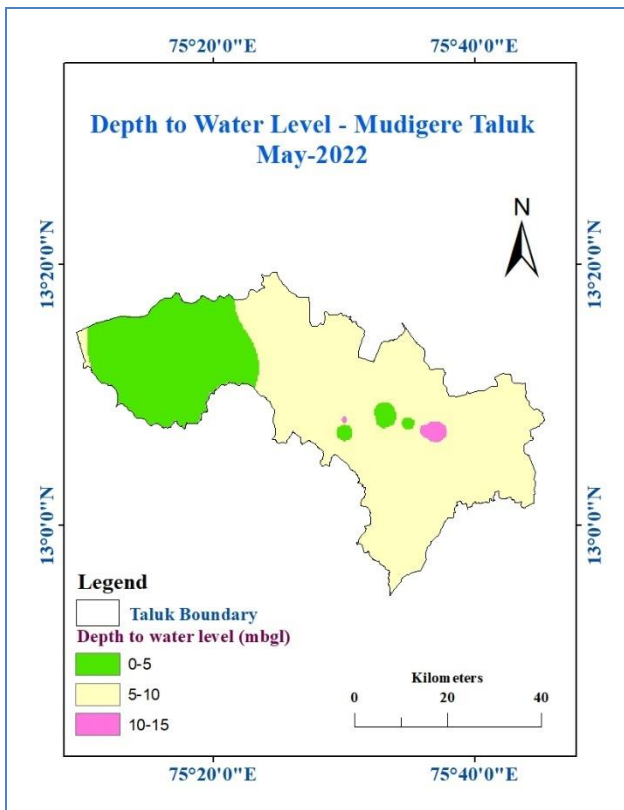 75°20'0"E 75°40'0"E
Depth to Water Level - Mudigere Taluk
May-2022
N
13°20'0"N 13°20'0"N
13°0'0"N 13°0'0"N
Legend
Taluk Boundary
Depth to water level (mbgl)
0-5
5-10
10-15
Kilometers
0 20 40
75°20'0"E 75°40'0"E